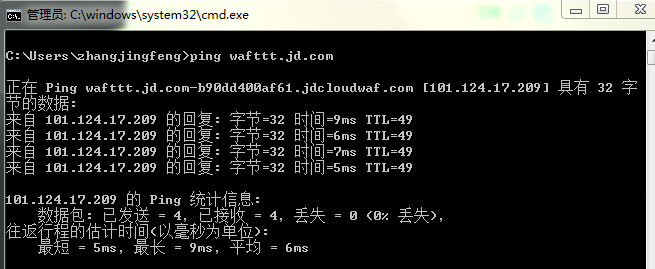 管理员: C:\windows\system32\cmd.exe
C:\Users\zhangjingfeng>ping wafttt.jd.com
正在 Ping wafttt.jd.com-b90dd400af61.jdcloudwaf.com [101.124.17.209] 具有 32 字
节的数据:
来自 101.124.17.209 的回复: 字节=32 时间=9ms TTL=49
来自 101.124.17.209 的回复: 字节=32 时间=6ms TTL=49
来自 101.124.17.209 的回复: 字节=32 时间=7ms TTL=49
来自 101.124.17.209 的回复: 字节=32 时间=5ms TTL=49
101.124.17.209 的 Ping 统计信息:
数据包: 已发送 = 4, 已接收 = 4, 丢失 = 0 (0% 丢失),
往返行程的估计时间(以毫秒为单位):
最短 = 5ms, 最长 = 9ms, 平均 = 6ms